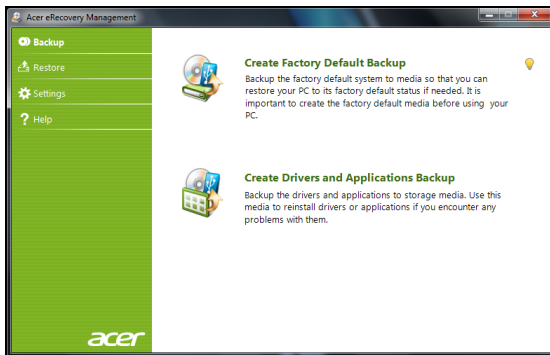 Acer eRecovery Management
Backup
Restore
Settings
? Help
Create Factory Default Backup
Backup the factory default system to media so that you can
restore your PC to its factory default status if needed. It is
important to create the factory default media before using your
PC.
Create Drivers and Applications Backup
Backup the drivers and applications to storage media. Use this
media to reinstall drivers or applications if you encounter any
problems with them.
acer